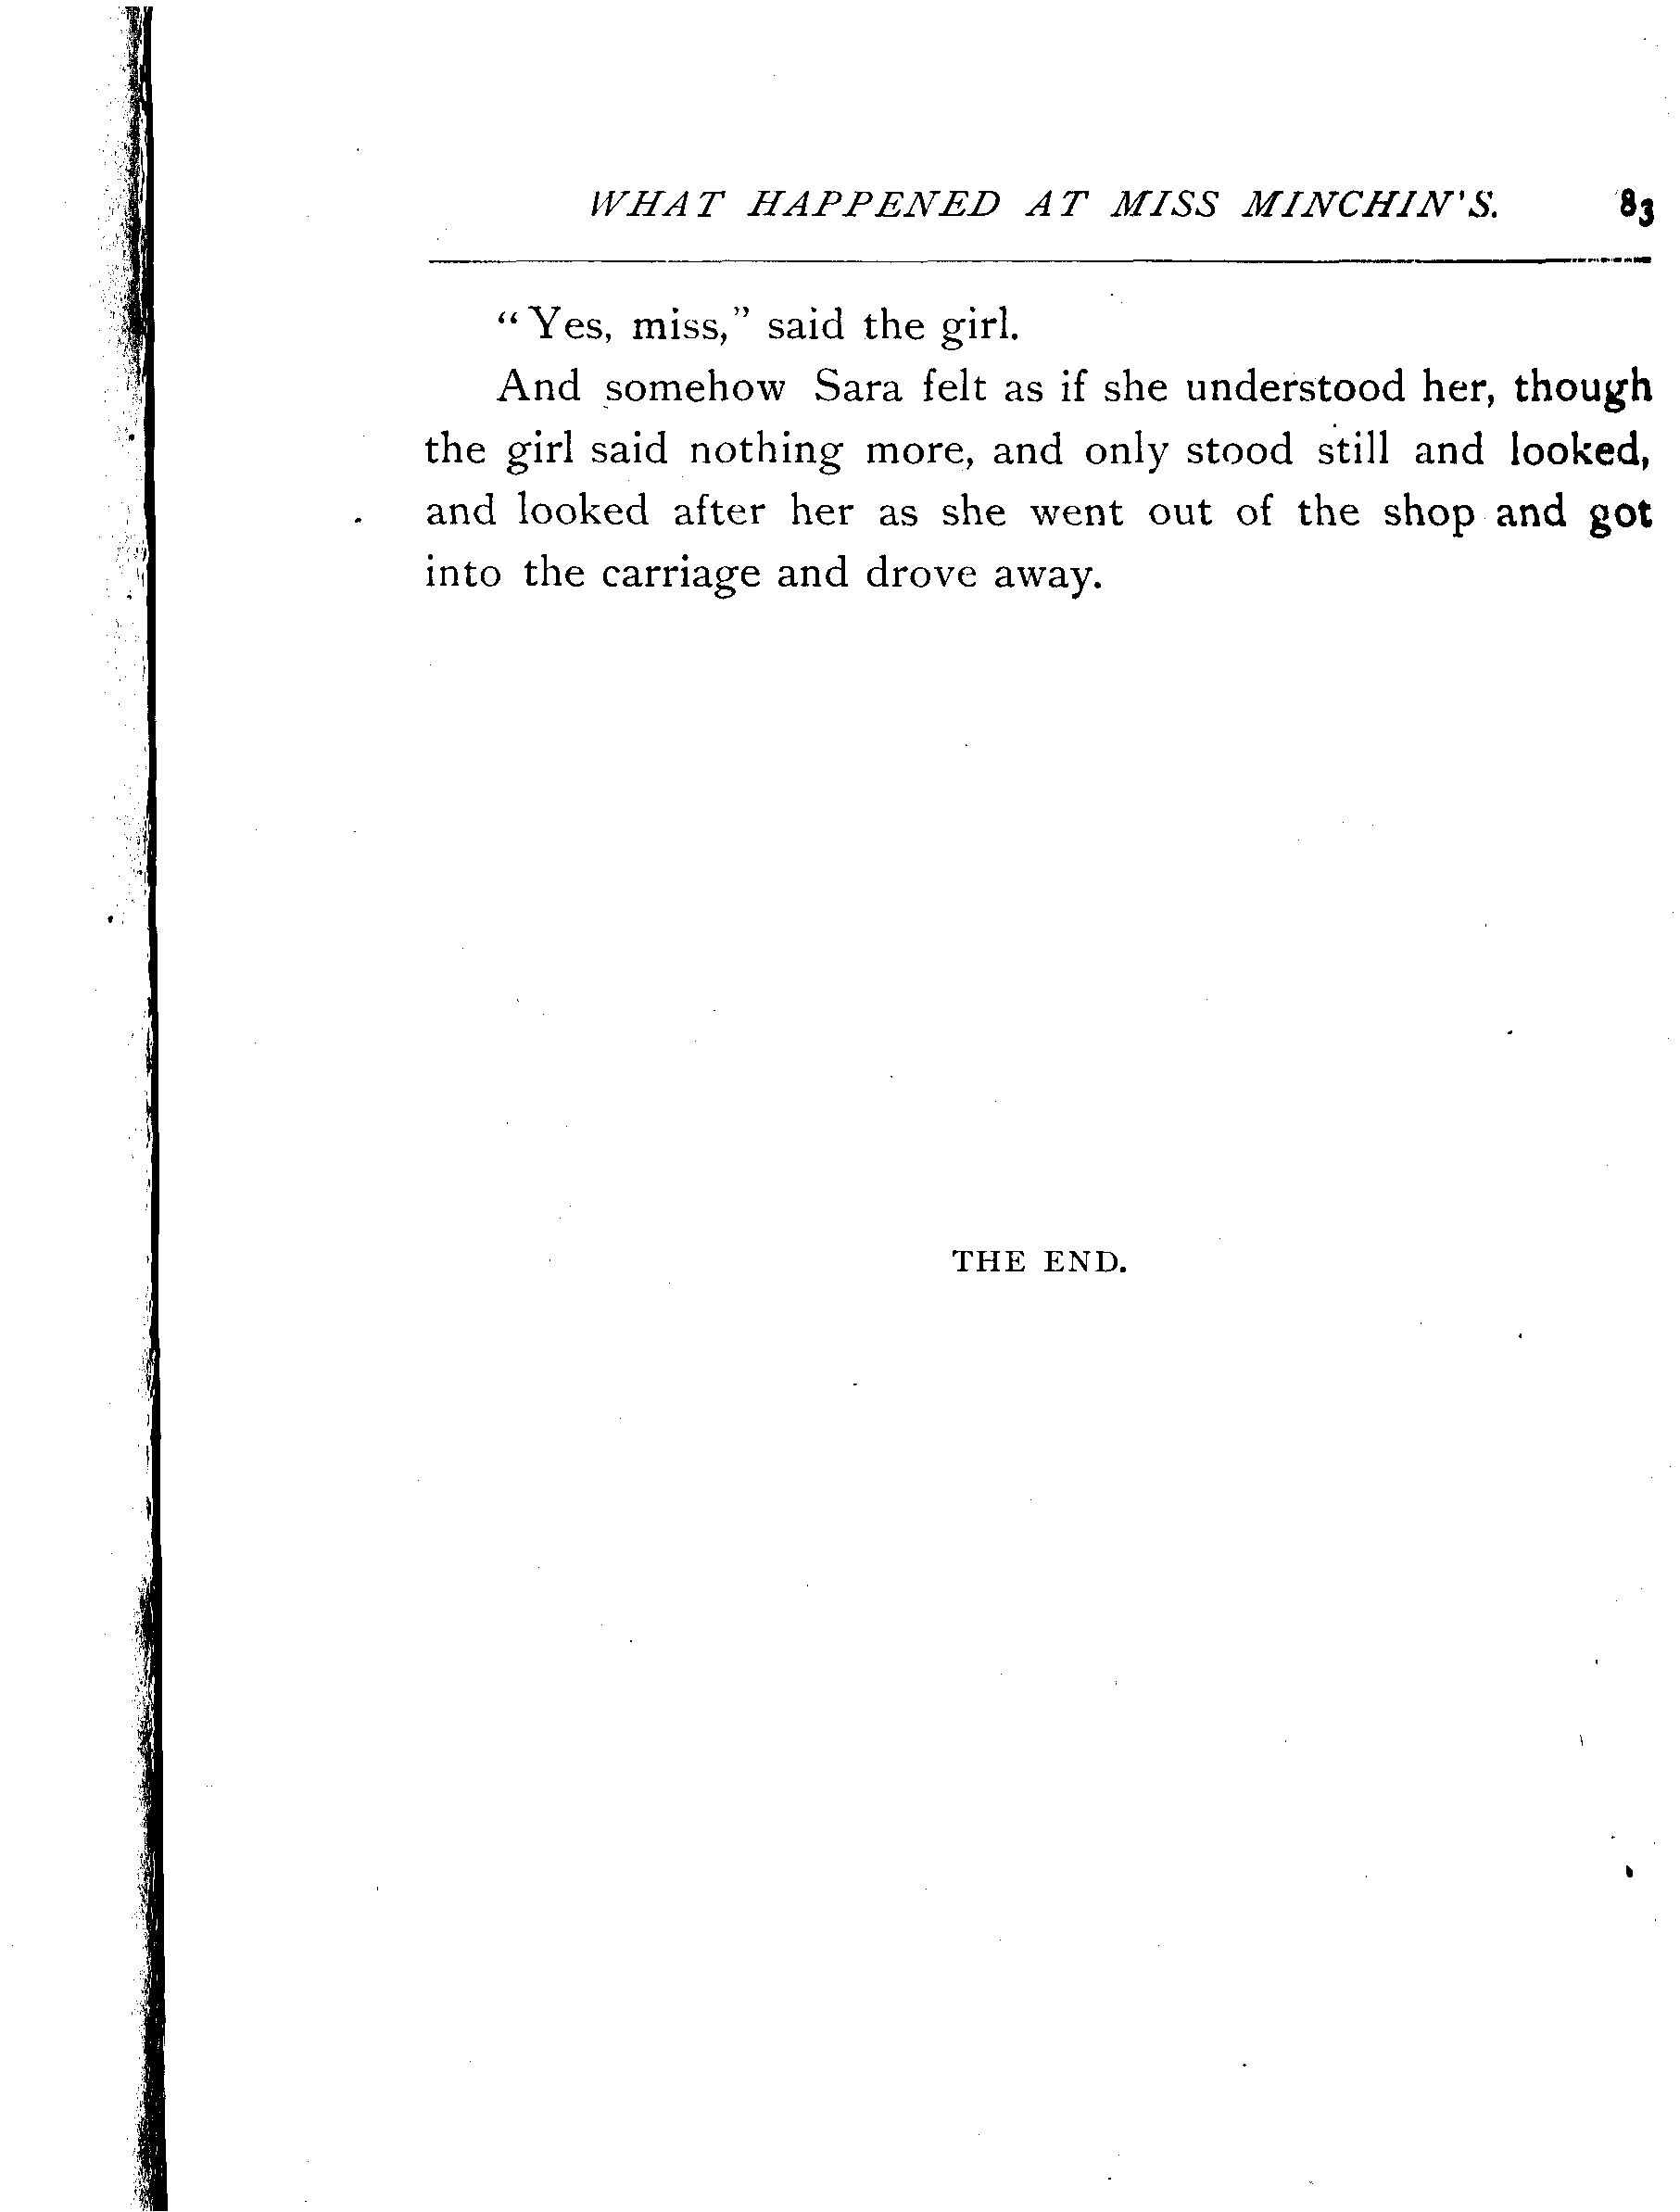 WHAT HAPPENED AT MISS MINCHIN'S. 83
"Yes, miss," said the girl.
And somehow Sara felt as if she understood her, though
the girl said nothing more, and only stood still and looked,
and looked after her as she went out of the shop and got
into the carriage and drove away.
THE END.